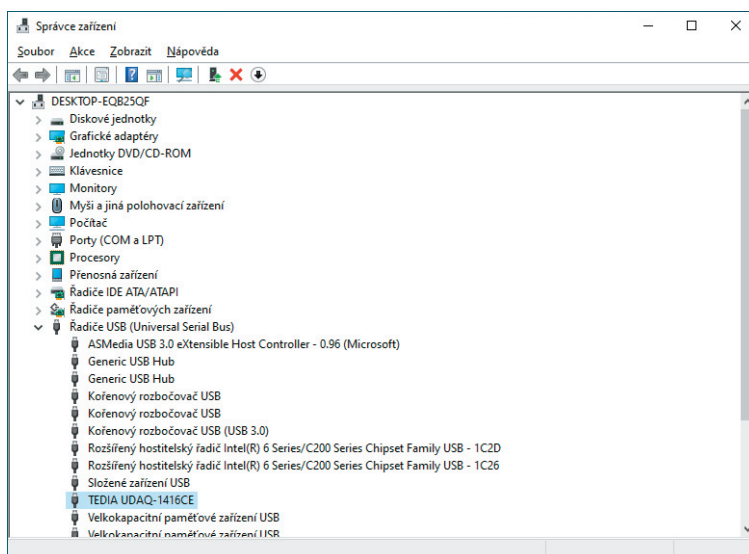 Správce zařízení
Soubor Akce Zobrazit Nápověda
DESKTOP-EQB25QF
Diskové jednotky
Grafické adaptéry
Jednotky DVD/CD-ROM
Klávesnice
Monitory
Myši a jiná polohovací zařízení
Počítač
Porty (COM a LPT)
Procesory
Přenosná zařízení
Řadiče IDE ATA/ATAPI
Řadiče paměťových zařízení
Řadiče USB (Universal Serial Bus)
ASMedia USB 3.0 eXtensible Host Controller - 0.96 (Microsoft)
Generic USB Hub
Generic USB Hub
Kořenový rozbočovač USB
Kořenový rozbočovač USB
Kořenový rozbočovač USB (USB 3.0)
Rozšířený hostitelský řadič Intel(R) 6 Series/C200 Series Chipset Family USB - 1C2D
Rozšířený hostitelský řadič Intel(R) 6 Series/C200 Series Chipset Family USB - 1C26
Složené zařízení USB
TEDIA UDAQ-1416CE
Velkokapacitní paměťové zařízení USB
Velkokapacitní paměťové zařízení USB